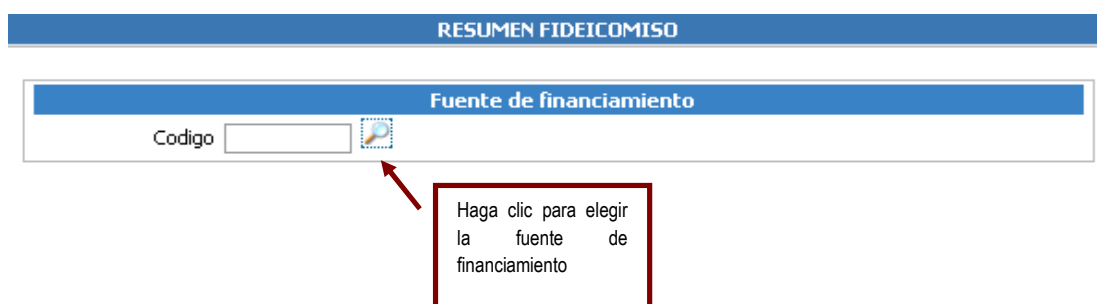 RESUMEN FIDEICOMISO
Fuente de financiamiento
Codigo
Haga clic para elegir
la fuente de
financiamiento